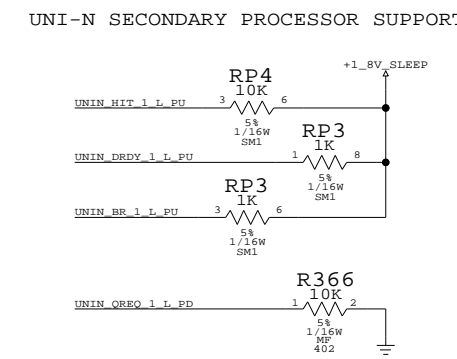 UNI-N SECONDARY PROCESSOR SUPPORT
+1_8V_SLEEP
RP4
10K
UNIN_HIT_1_L_PU 3 6
5%
1/16W
SM1
RP3
1K
UNIN_DRDY_1_L_PU 1 8
5%
1/16W
SM1
RP3
1K
UNIN_BR_1_L_PU 3 6
5%
1/16W
SM1
R366
10K
UNIN_QREQ_1_L_PD 1 2
5%
1/16W
MF
402